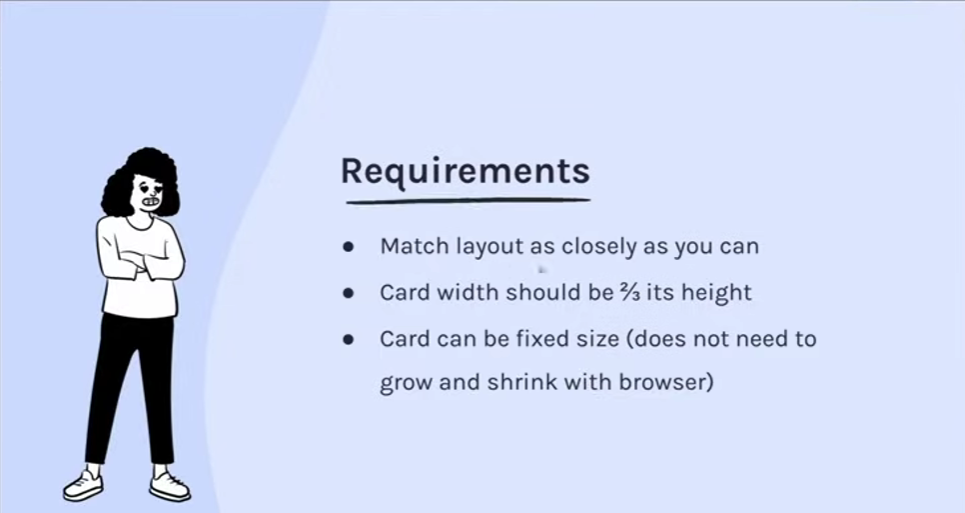 Requirements
● Match layout as closely as you can
● Card width should be ⅔ its height
● Card can be fixed size (does not need to
grow and shrink with browser)